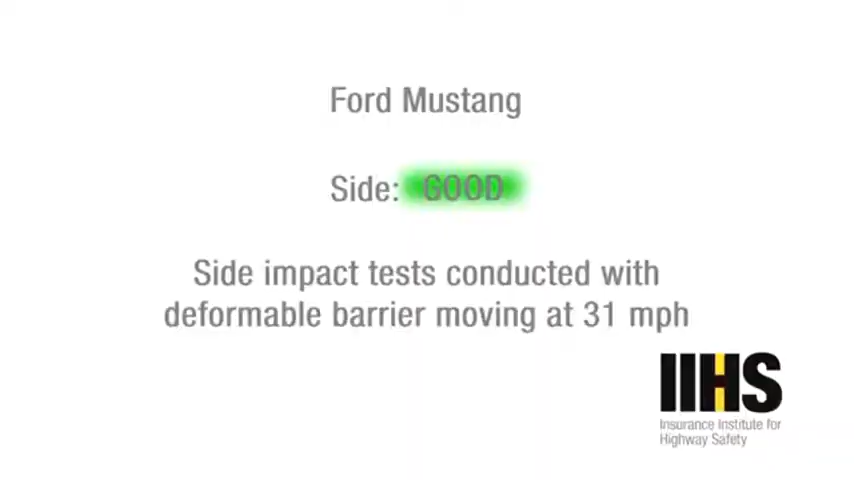 Ford Mustang
Side: GOOD
Side impact tests conducted with
deformable barrier moving at 31 mph
IIHS
Insurance Institute for
Highway Safety